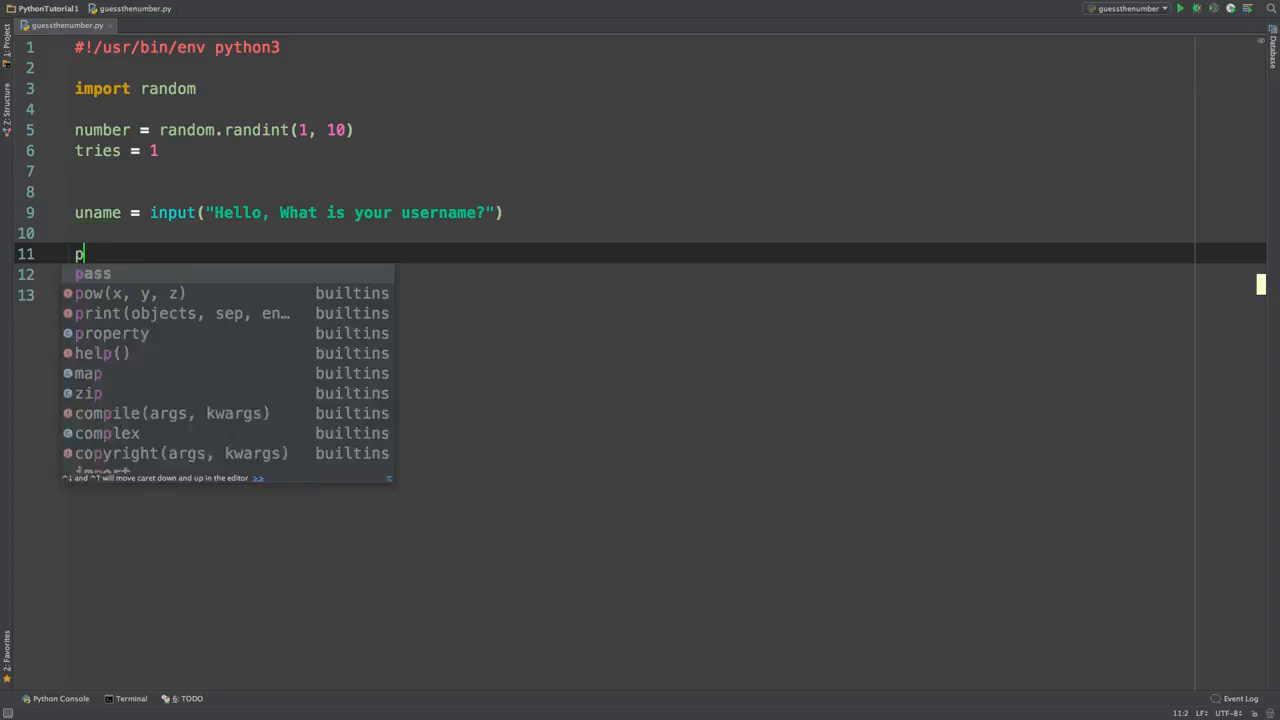 PythonTutorial1 guessthenumber.py guessthenumber
guessthenumber.py
1 #!/usr/bin/env python3
2
3 import random
4
5 number = random.randint(1, 10)
6 tries = 1
7
8
9 uname = input("Hello, What is your username?")
10
11 p
12
13
pass
pow(x, y, z) builtins
print(objects, sep, en… builtins
property builtins
help() builtins
map builtins
zip builtins
compile(args, kwargs) builtins
complex builtins
copyright(args, kwargs) builtins
import
^↓ and ^↑ will move caret down and up in the editor >> π
1: Project
7: Structure
2: Favorites
Database
Python Console Terminal 6: TODO Event Log
11:2 LF÷ UTF-8÷